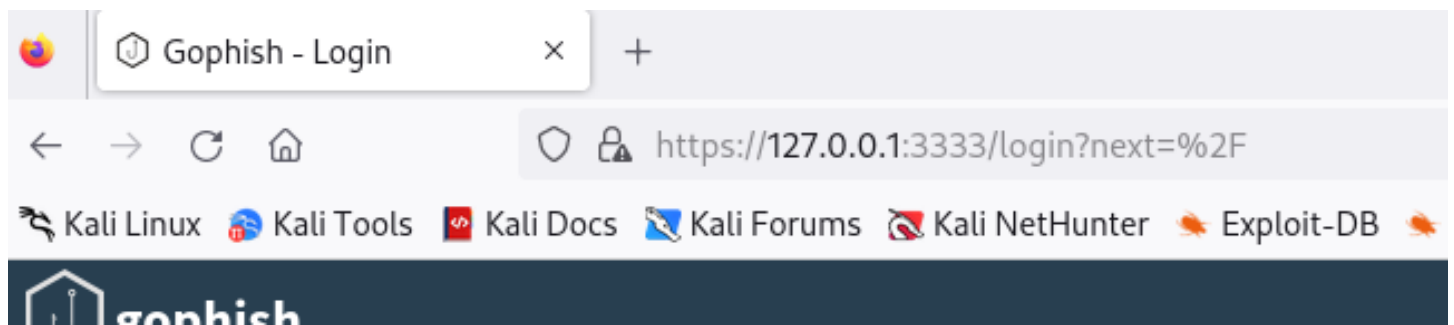 Gophish - Login
https://127.0.0.1:3333/login?next=%2F
Kali Linux Kali Tools Kali Docs Kali Forums Kali NetHunter Exploit-DB
gophish